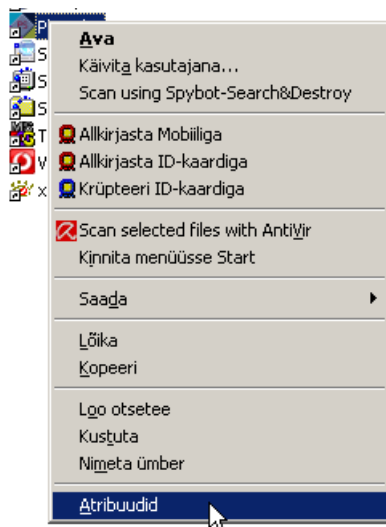 Ava
Käivita kasutajana...
Scan using Spybot-Search&Destroy
Allkirjasta Mobiiliga
Allkirjasta ID-kaardiga
Krüpteeri ID-kaardiga
Scan selected files with AntiVir
Kinnita menüüsse Start
Saada
Lõika
Kopeeri
Loo otsetee
Kustuta
Nimeta ümber
Atribuudid